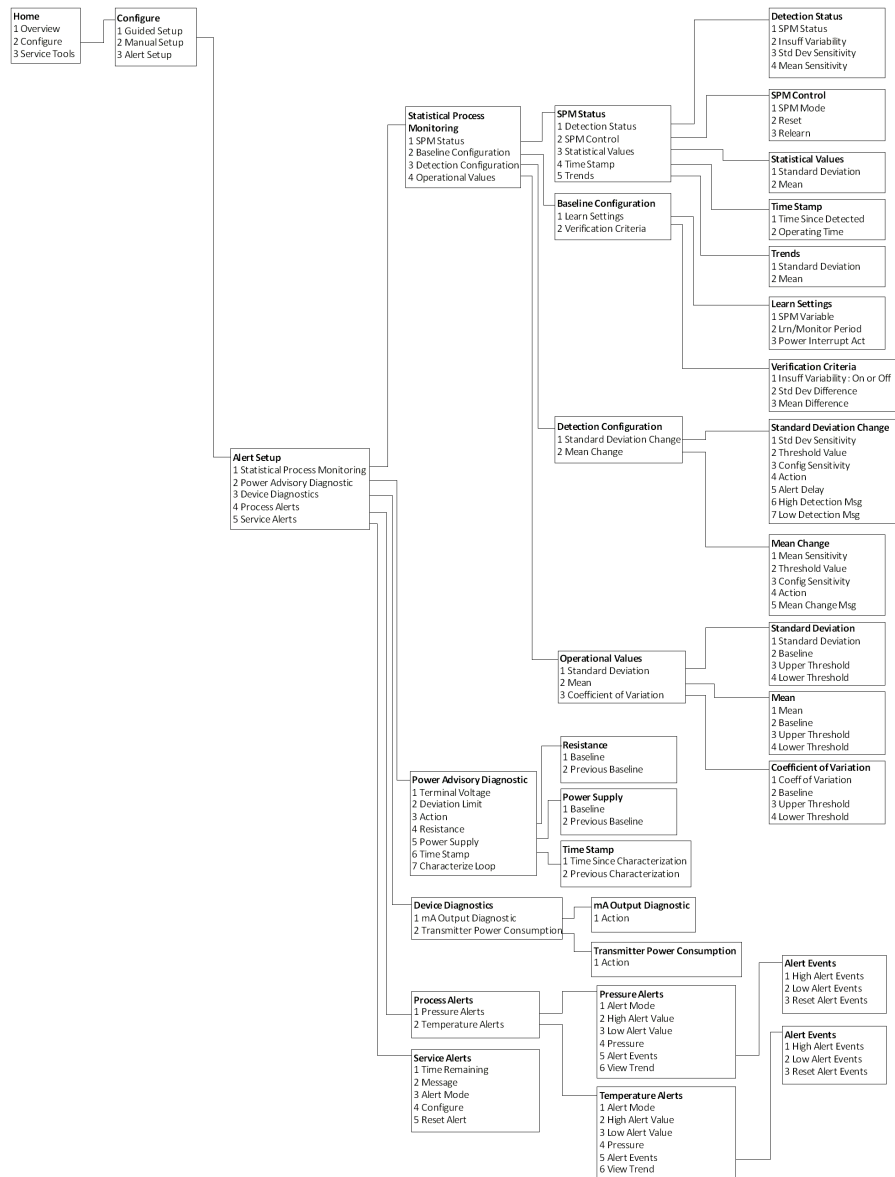 Home
1 Overview
2 Configure
3 Service Tools
Configure
1 Guided Setup
2 Manual Setup
3 Alert Setup
Alert Setup
1 Statistical Process Monitoring
2 Power Advisory Diagnostic
3 Device Diagnostics
4 Process Alerts
5 Service Alerts
Statistical Process
Monitoring
1 SPM Status
2 Baseline Configuration
3 Detection Configuration
4 Operational Values
SPM Status
1 Detection Status
2 SPM Control
3 Statistical Values
4 Time Stamp
5 Trends
Detection Status
1 SPM Status
2 Insuff Variability
3 Std Dev Sensitivity
4 Mean Sensitivity
SPM Control
1 SPM Mode
2 Reset
3 Relearn
Statistical Values
1 Standard Deviation
2 Mean
Time Stamp
1 Time Since Detected
2 Operating Time
Trends
1 Standard Deviation
2 Mean
Baseline Configuration
1 Learn Settings
2 Verification Criteria
Learn Settings
1 SPM Variable
2 Lrn/Monitor Period
3 Power Interrupt Act
Verification Criteria
1 Insuff Variability : On or Off
2 Std Dev Difference
3 Mean Difference
Detection Configuration
1 Standard Deviation Change
2 Mean Change
Standard Deviation Change
1 Std Dev Sensitivity
2 Threshold Value
3 Config Sensitivity
4 Action
5 Alert Delay
6 High Detection Msg
7 Low Detection Msg
Mean Change
1 Mean Sensitivity
2 Threshold Value
3 Config Sensitivity
4 Action
5 Mean Change Msg
Operational Values
1 Standard Deviation
2 Mean
3 Coefficient of Variation
Standard Deviation
1 Standard Deviation
2 Baseline
3 Upper Threshold
4 Lower Threshold
Mean
1 Mean
2 Baseline
3 Upper Threshold
4 Lower Threshold
Coefficient of Variation
1 Coeff of Variation
2 Baseline
3 Upper Threshold
4 Lower Threshold
Power Advisory Diagnostic
1 Terminal Voltage
2 Deviation Limit
3 Action
4 Resistance
5 Power Supply
6 Time Stamp
7 Characterize Loop
Resistance
1 Baseline
2 Previous Baseline
Power Supply
1 Baseline
2 Previous Baseline
Time Stamp
1 Time Since Characterization
2 Previous Characterization
Device Diagnostics
1 mA Output Diagnostic
2 Transmitter Power Consumption
mA Output Diagnostic
1 Action
Transmitter Power Consumption
1 Action
Process Alerts
1 Pressure Alerts
2 Temperature Alerts
Pressure Alerts
1 Alert Mode
2 High Alert Value
3 Low Alert Value
4 Pressure
5 Alert Events
6 View Trend
Alert Events
1 High Alert Events
2 Low Alert Events
3 Reset Alert Events
Alert Events
1 High Alert Events
2 Low Alert Events
3 Reset Alert Events
Service Alerts
1 Time Remaining
2 Message
3 Alert Mode
4 Configure
5 Reset Alert
Temperature Alerts
1 Alert Mode
2 High Alert Value
3 Low Alert Value
4 Pressure
5 Alert Events
6 View Trend